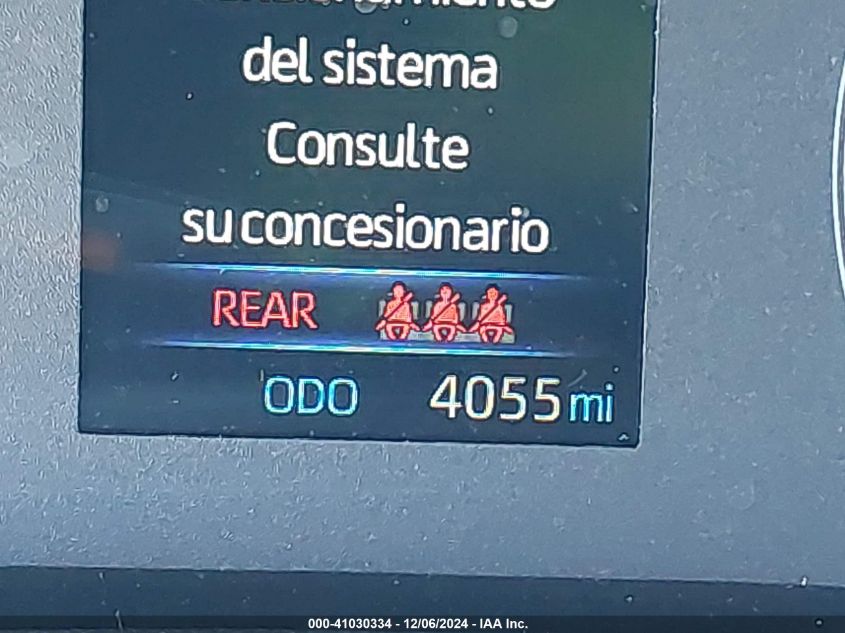 del sistema
Consulte
su concesionario
REAR
ODO 4055 mi
000-41030334 - 12/06/2024 - IAA Inc.